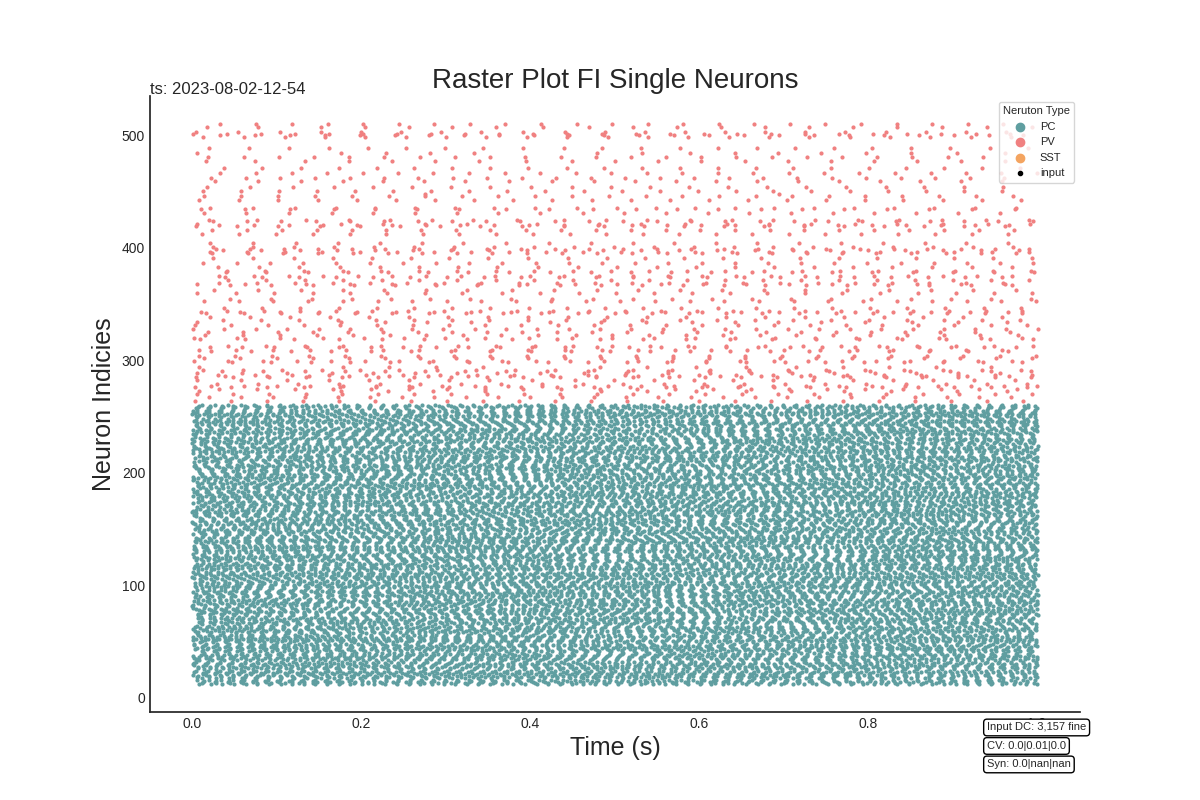 Raster Plot FI Single Neurons
ts: 2023-08-02-12-54
Neruton Type
PC
PV
SST
input
500
400
300
200
100
0
Neuron Indicies
0.0 0.2 0.4 0.6 0.8
Time (s)
Input DC: 3,157 fine
CV: 0.0|0.01|0.0
Syn: 0.0|nan|nan